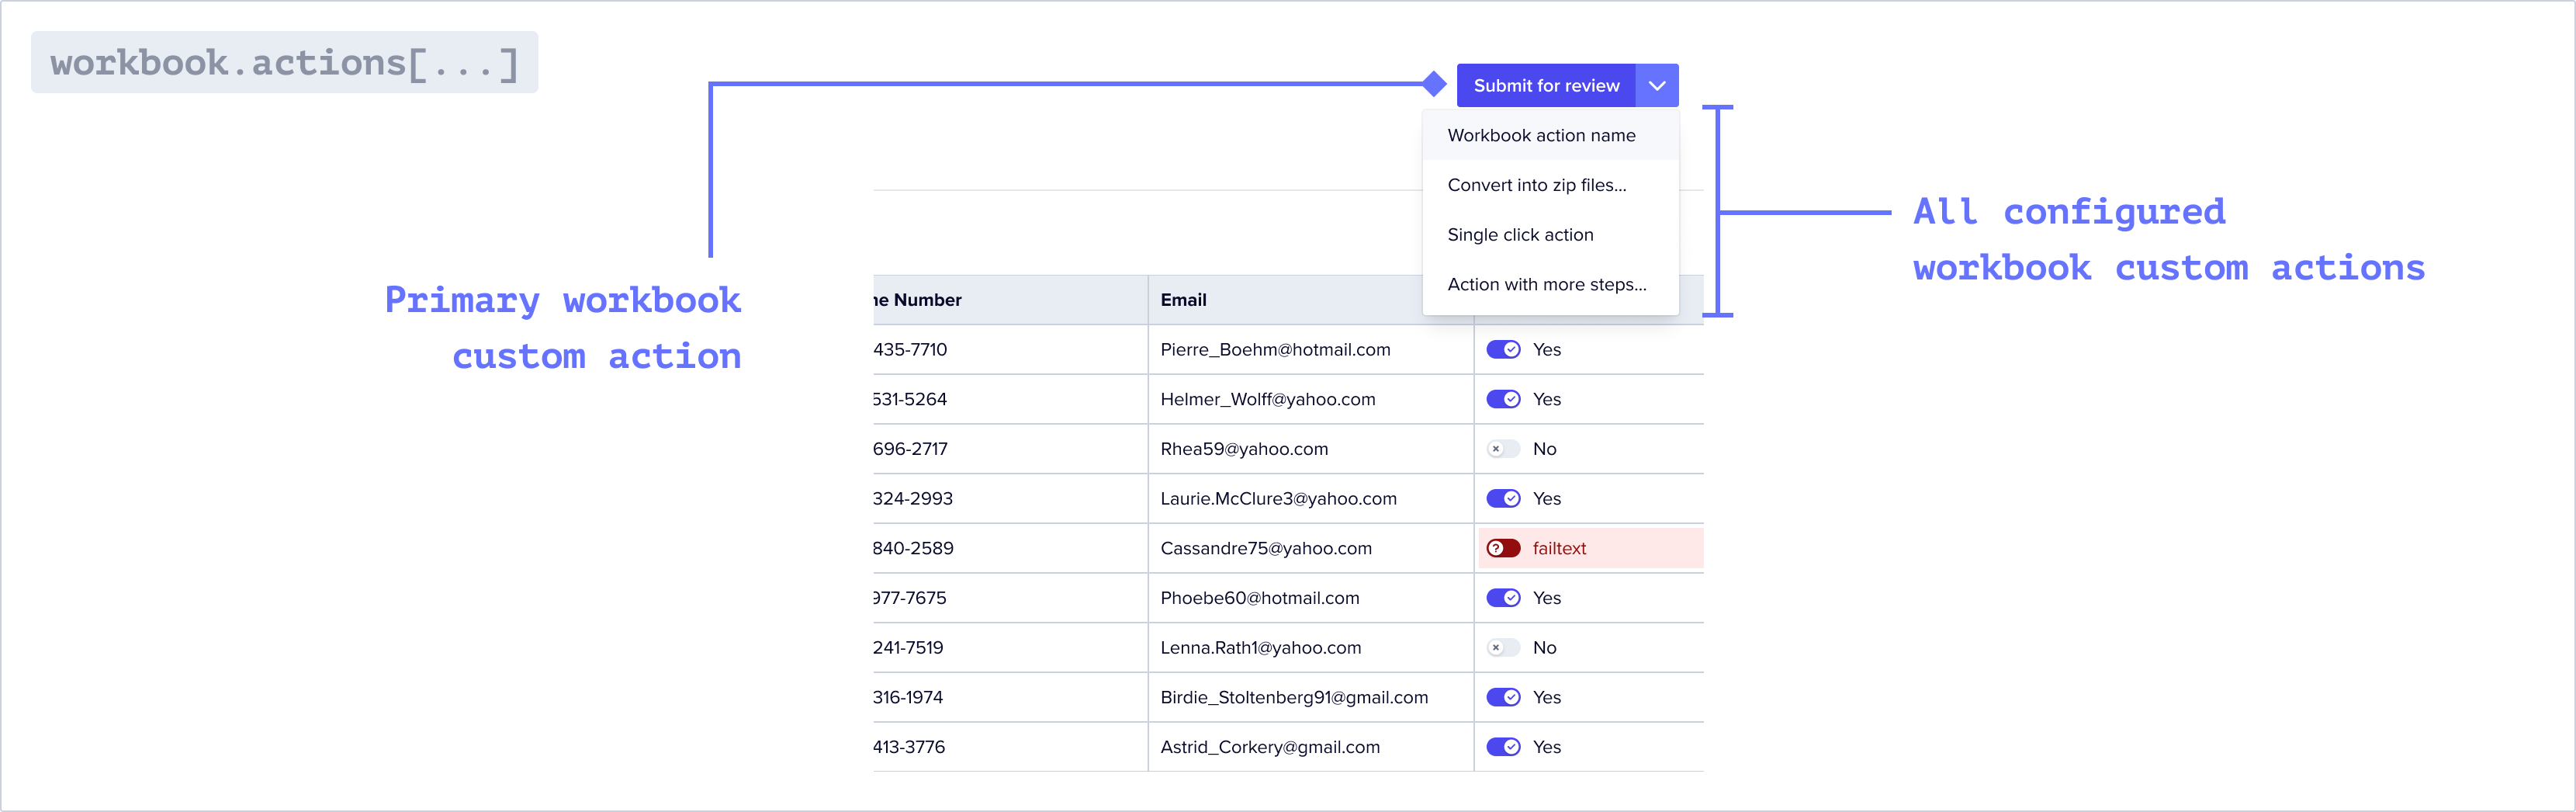 workbook.actions[...]
Submit for review
Workbook action name
Convert into zip files...
Single click action
Action with more steps...
All configured
workbook custom actions
Primary workbook
custom action
ne Number Email
435-7710 Pierre_Boehm@hotmail.com Yes
531-5264 Helmer_Wolff@yahoo.com Yes
696-2717 Rhea59@yahoo.com No
324-2993 Laurie.McClure3@yahoo.com Yes
840-2589 Cassandre75@yahoo.com failtext
977-7675 Phoebe60@hotmail.com Yes
241-7519 Lenna.Rath1@yahoo.com No
316-1974 Birdie_Stoltenberg91@gmail.com Yes
413-3776 Astrid_Corkery@gmail.com Yes